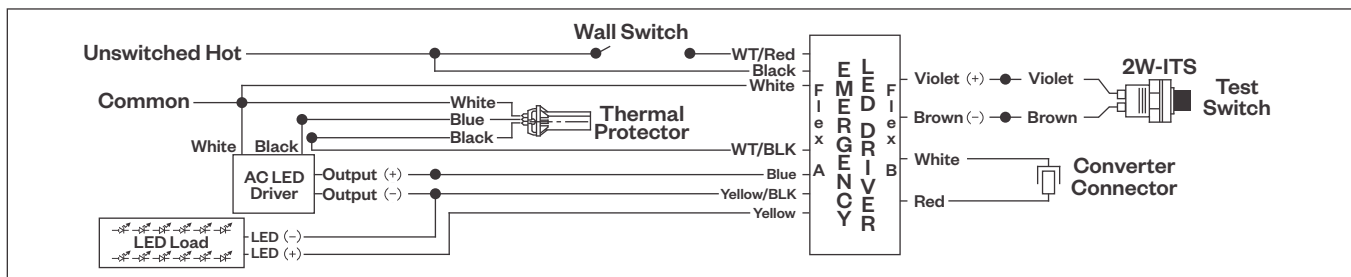 Unswitched Hot
Wall Switch
WT/Red
Black
White
Common
White
Blue
Black
Thermal
Protector
White
Black
WT/BLK
AC LED
Driver
Output (+)
Output (-)
Blue
Yellow/BLK
Yellow
LED Load
LED (-)
LED (+)
Flex A
EMERGENCY
LED DRIVER
Flex B
Violet (+)
Violet
Brown (-)
Brown
2W-ITS
Test
Switch
White
Red
Converter
Connector